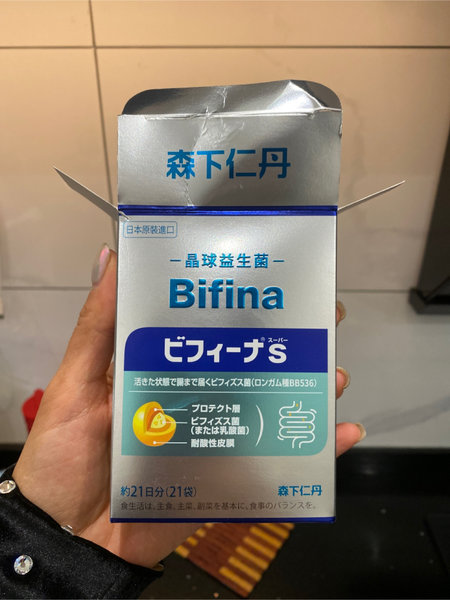 森下仁丹
日本原裝進口
晶球益生菌
Bifina
スーパー
ビフィーナ®S
活きた状態で腸まで届くビフィズス菌(ロンガム種BB536)
プロテクト層
ビフィズス菌
(または乳酸菌)
耐酸性皮膜
約21日分(21袋)
森下仁丹
食生活は、主食、主菜、副菜を基本に、食事のバランスを。